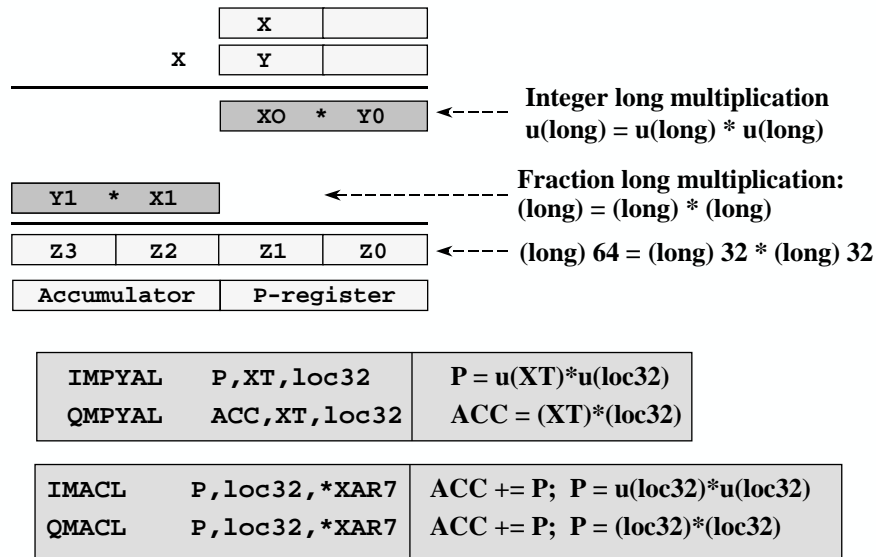 X
X Y
XO * Y0
Integer long multiplication
u(long) = u(long) * u(long)
Y1 * X1
Fraction long multiplication:
(long) = (long) * (long)
Z3 Z2 Z1 Z0
(long) 64 = (long) 32 * (long) 32
Accumulator P-register
IMPYAL P,XT,loc32 P = u(XT)*u(loc32)
QMPYAL ACC,XT,loc32 ACC = (XT)*(loc32)
IMACL P,loc32,*XAR7 ACC += P; P = u(loc32)*u(loc32)
QMACL P,loc32,*XAR7 ACC += P; P = (loc32)*(loc32)